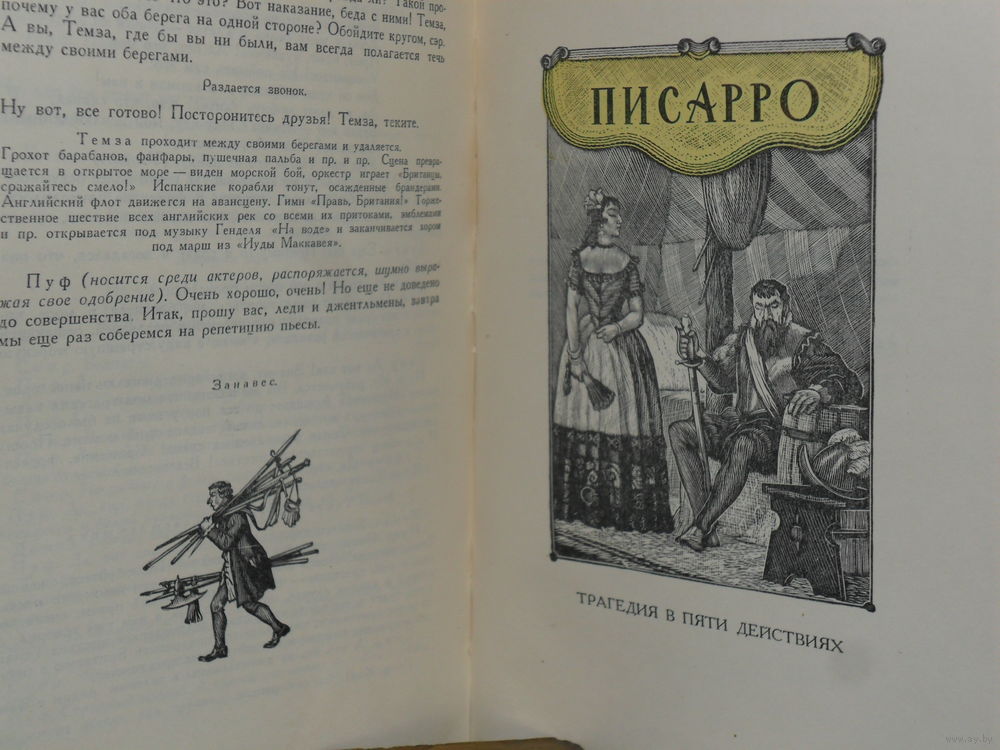 почему у вас оба берега на одной стороне? Обойдите кругом, сэр.
А вы, Темза, где бы вы ни были, вам всегда полагается течь
между своими берегами.
Раздается звонок.
Ну вот, все готово! Посторонитесь друзья! Темза, теките.
Темза проходит между своими берегами и удаляется.
Грохот барабанов, фанфары, пушечная пальба и пр. и пр. Сцена превра-
щается в открытое море — виден морской бой, оркестр играет «Британцы,
сражайтесь смело!» Испанские корабли тонут, осажденные брандерами.
Английский флот движется на авансцену. Гимн «Правь, Британия!» Торже-
ственное шествие всех английских рек со всеми их притоками, эмблемами
и пр. открывается под музыку Генделя «На воде» и заканчивается хором
под марш из «Иуды Маккавея».
Пуф (носится среди актеров, распоряжается, шумно выра-
жая свое одобрение). Очень хорошо, очень! Но еще не доведено
до совершенства. Итак, прошу вас, леди и джентльмены, завтра
мы еще раз соберемся на репетицию пьесы.
Занавес.
ПИСАРРО
ТРАГЕДИЯ В ПЯТИ ДЕЙСТВИЯХ
www.ay.by